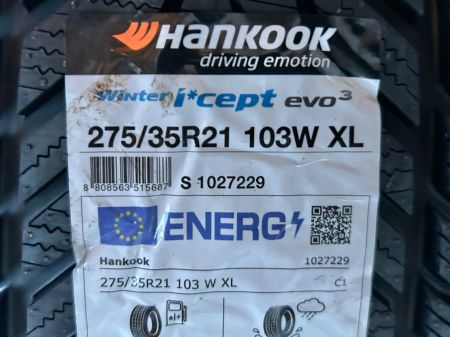 HANKOOK
driving emotion
Winter i*cept evo³
275/35R21 103W XL
8 808563 515687
S 1027229
ENERG
Hankook 1027229
275/35R21 103 W XL C1